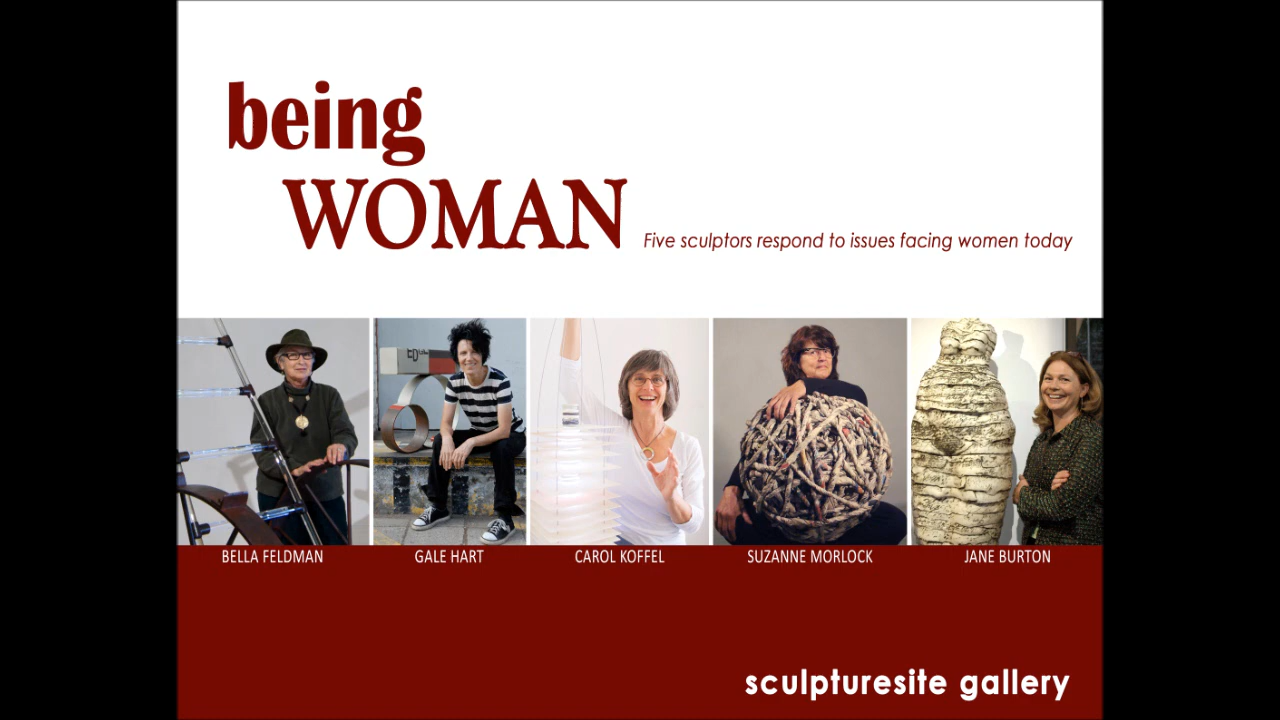 being
WOMAN
Five sculptors respond to issues facing women today
BELLA FELDMAN
GALE HART
CAROL KOFFEL
SUZANNE MORLOCK
JANE BURTON
sculpturesite gallery